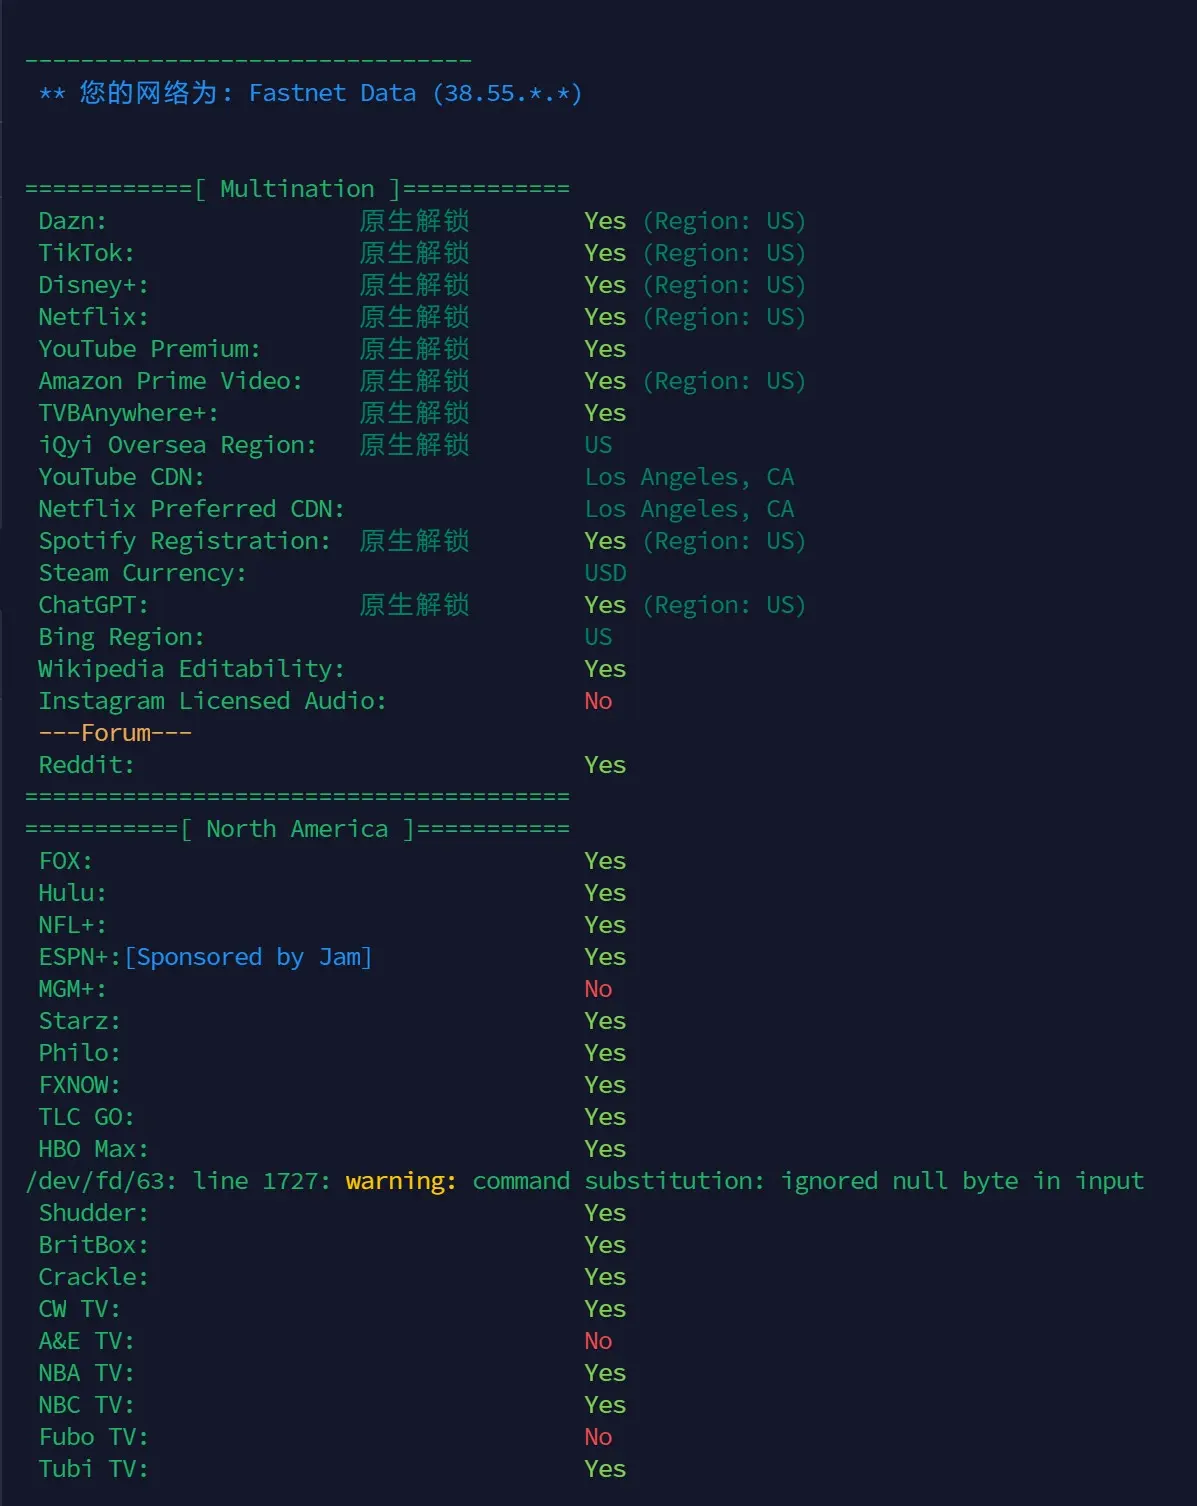 --------------------------------
** 您的网络为: Fastnet Data (38.55.*.*)
============[ Multination ]============
Dazn: 原生解锁 Yes (Region: US)
TikTok: 原生解锁 Yes (Region: US)
Disney+: 原生解锁 Yes (Region: US)
Netflix: 原生解锁 Yes (Region: US)
YouTube Premium: 原生解锁 Yes
Amazon Prime Video: 原生解锁 Yes (Region: US)
TVBAnywhere+: 原生解锁 Yes
iQyi Oversea Region: 原生解锁 US
YouTube CDN: Los Angeles, CA
Netflix Preferred CDN: Los Angeles, CA
Spotify Registration: 原生解锁 Yes (Region: US)
Steam Currency: USD
ChatGPT: 原生解锁 Yes (Region: US)
Bing Region: US
Wikipedia Editability: Yes
Instagram Licensed Audio: No
---Forum---
Reddit: Yes
=======================================
===========[ North America ]===========
FOX: Yes
Hulu: Yes
NFL+: Yes
ESPN+:[Sponsored by Jam] Yes
MGM+: No
Starz: Yes
Philo: Yes
FXNOW: Yes
TLC GO: Yes
HBO Max: Yes
/dev/fd/63: line 1727: warning: command substitution: ignored null byte in input
Shudder: Yes
BritBox: Yes
Crackle: Yes
CW TV: Yes
A&E TV: No
NBA TV: Yes
NBC TV: Yes
Fubo TV: No
Tubi TV: Yes